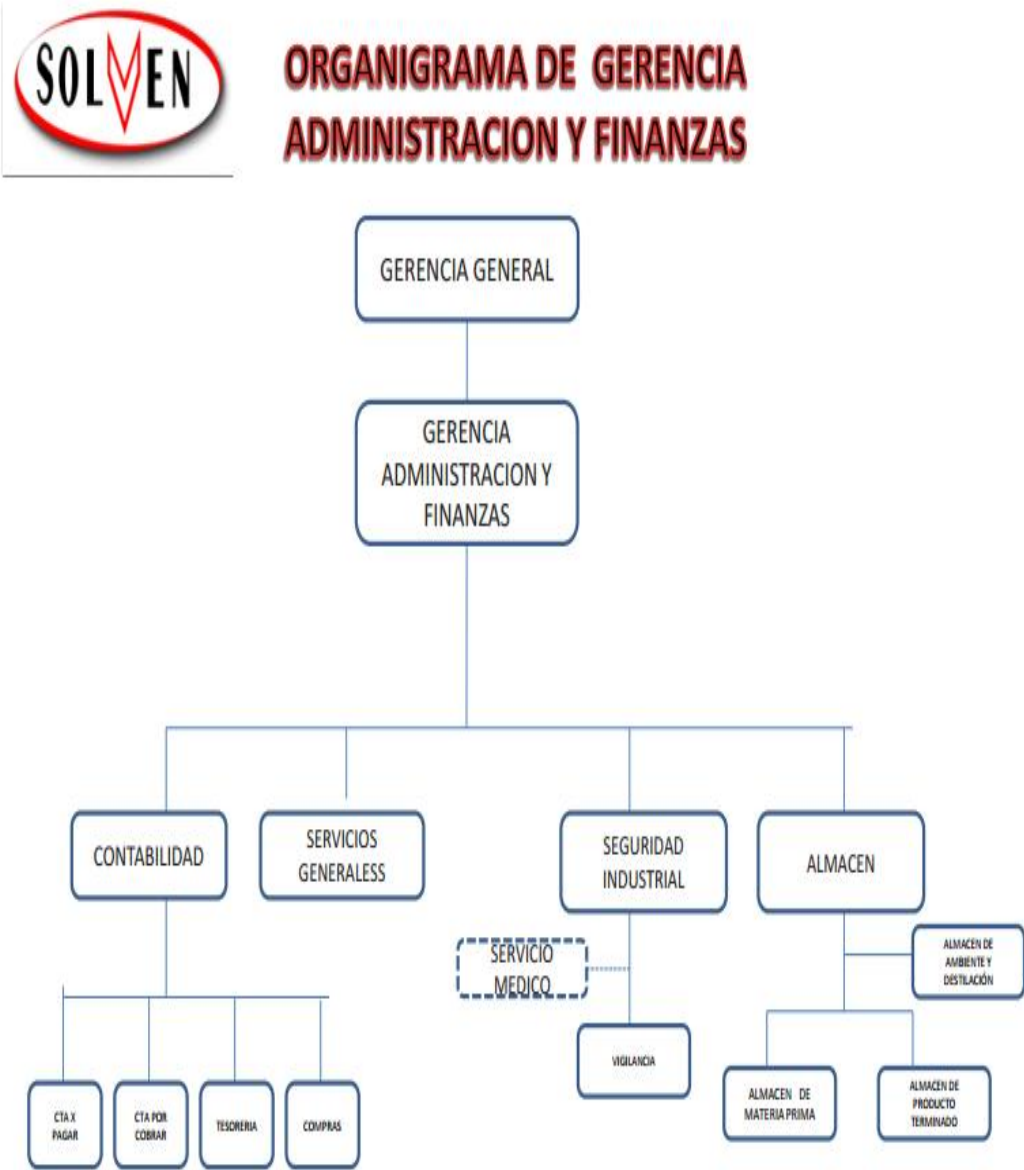 SOLVEN
ORGANIGRAMA DE GERENCIA
ADMINISTRACION Y FINANZAS
GERENCIA GENERAL
GERENCIA
ADMINISTRACION Y
FINANZAS
CONTABILIDAD
SERVICIOS
GENERALESS
SEGURIDAD
INDUSTRIAL
ALMACEN
SERVICIO
MEDICO
ALMACEN DE
AMBIENTE Y
DESTILACIÓN
VIGILANCIA
CTA X
PAGAR
CTA POR
COBRAR
TESORERIA
COMPRAS
ALMACEN DE
MATERIA PRIMA
ALMACEN DE
PRODUCTO
TERMINADO